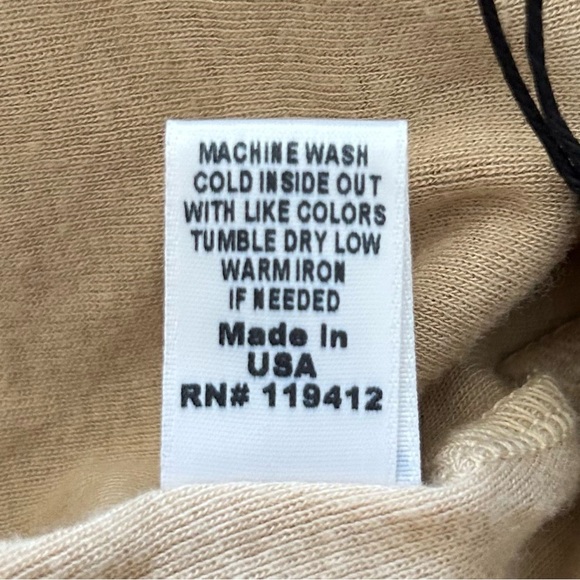 MACHINE WASH
COLD INSIDE OUT
WITH LIKE COLORS
TUMBLE DRY LOW
WARM IRON
IF NEEDED
Made In
USA
RN# 119412